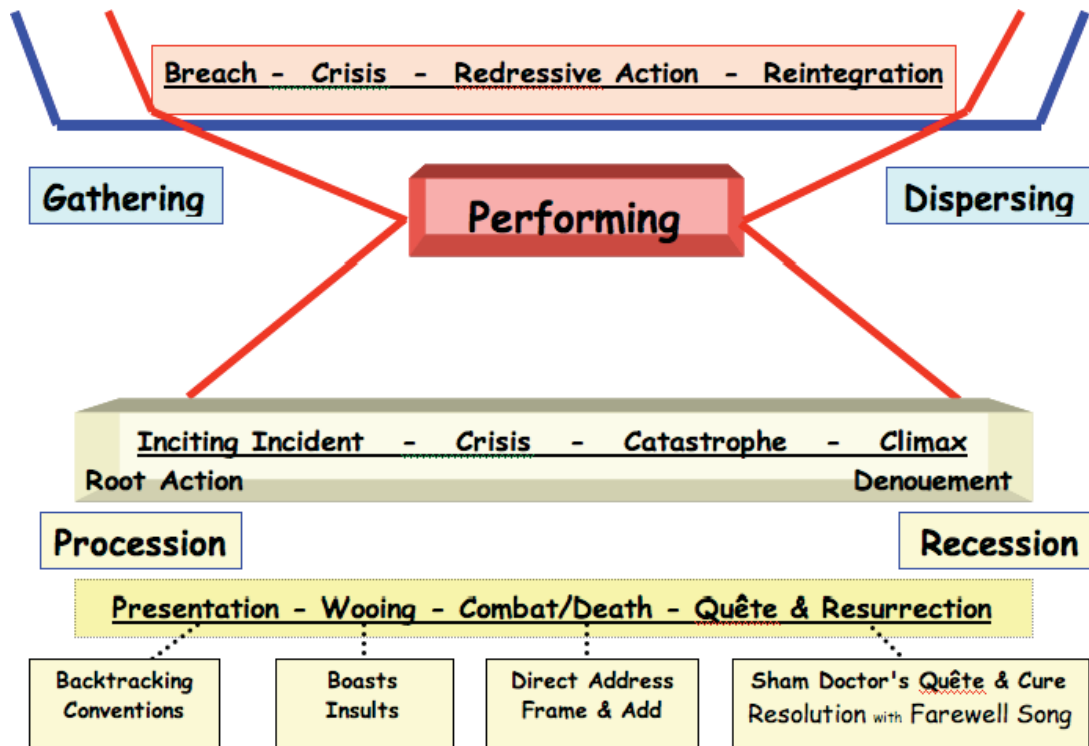 Breach - Crisis - Redressive Action - Reintegration
Gathering
Performing
Dispersing
Inciting Incident - Crisis - Catastrophe - Climax
Root Action
Denouement
Procession
Recession
Presentation - Wooing - Combat/Death - Quête & Resurrection
Backtracking
Conventions
Boasts
Insults
Direct Address
Frame & Add
Sham Doctor's Quête & Cure
Resolution with Farewell Song